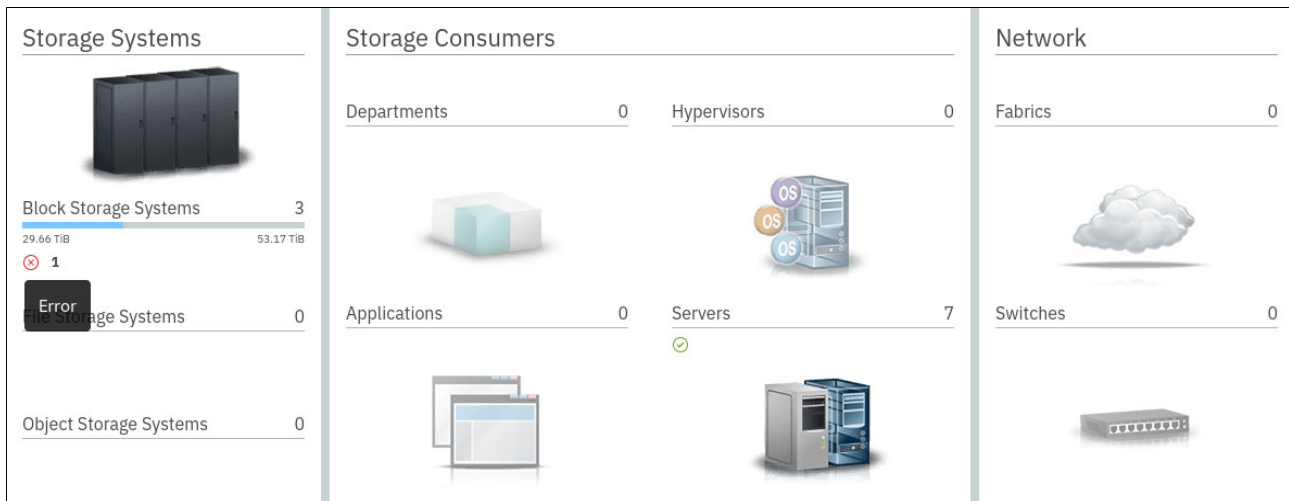 Storage Systems
Block Storage Systems 3
29.66 TiB 53.17 TiB
1
Error
File Storage Systems 0
Object Storage Systems 0
Storage Consumers
Departments 0
Hypervisors 0
OS
OS
OS
Applications 0
Servers 7
Network
Fabrics 0
Switches 0